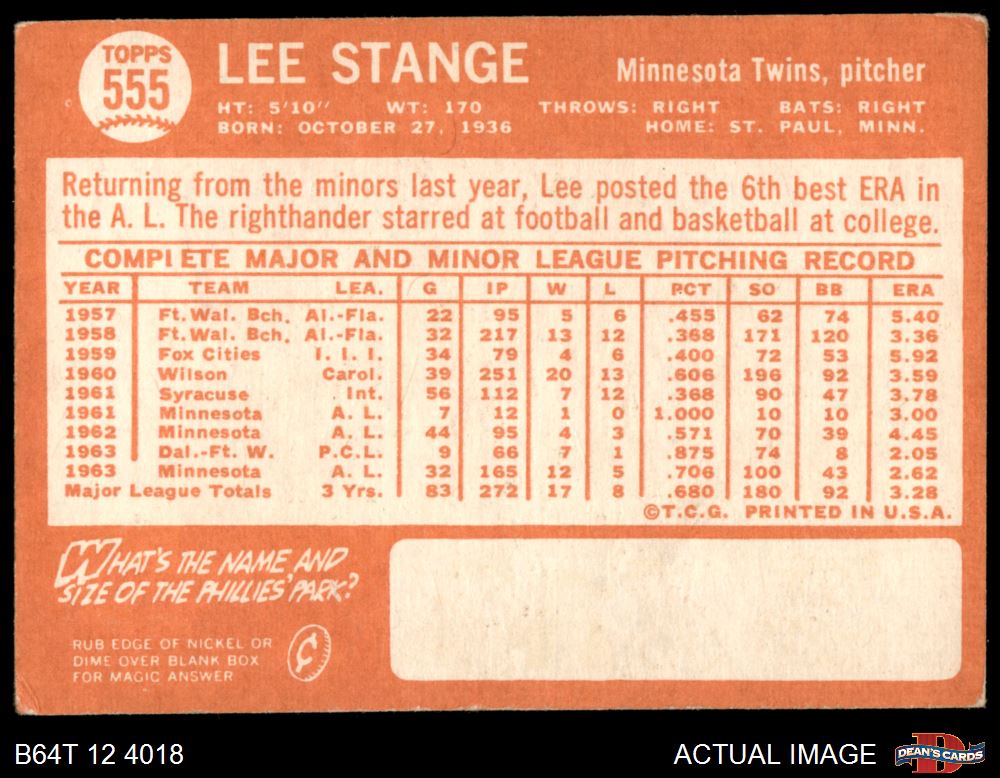 TOPPS
555
LEE STANGE
Minnesota Twins, pitcher
HT: 5'10" WT: 170 THROWS: RIGHT BATS: RIGHT
BORN: OCTOBER 27, 1936 HOME: ST. PAUL, MINN.
Returning from the minors last year, Lee posted the 6th best ERA in
the A. L. The righthander starred at football and basketball at college.
COMPLETE MAJOR AND MINOR LEAGUE PITCHING RECORD
YEAR TEAM LEA. G IP W L PCT SO BB ERA
1957 Ft. Wal. Bch. Al.-Fla. 22 95 5 6 .455 62 74 5.40
1958 Ft. Wal. Bch. Al.-Fla. 32 217 13 12 .368 171 120 3.36
1959 Fox Cities I. I. I. 34 79 4 6 .400 72 53 5.92
1960 Wilson Carol. 39 251 20 13 .606 196 92 3.59
1961 Syracuse Int. 56 112 7 12 .368 90 47 3.78
1961 Minnesota A. L. 7 12 1 0 1.000 10 10 3.00
1962 Minnesota A. L. 44 95 4 3 .571 70 39 4.45
1963 Dal.-Ft. W. P.C.L. 9 66 7 1 .875 74 8 2.05
1963 Minnesota A. L. 32 165 12 5 .706 100 43 2.62
Major League Totals 3 Yrs. 83 272 17 8 .680 180 92 3.28
©T.C.G. PRINTED IN U.S.A.
WHAT'S THE NAME AND
SIZE OF THE PHILLIES' PARK?
RUB EDGE OF NICKEL OR
DIME OVER BLANK BOX
FOR MAGIC ANSWER
B64T 12 4018
ACTUAL IMAGE
D
DEAN'S CARDS